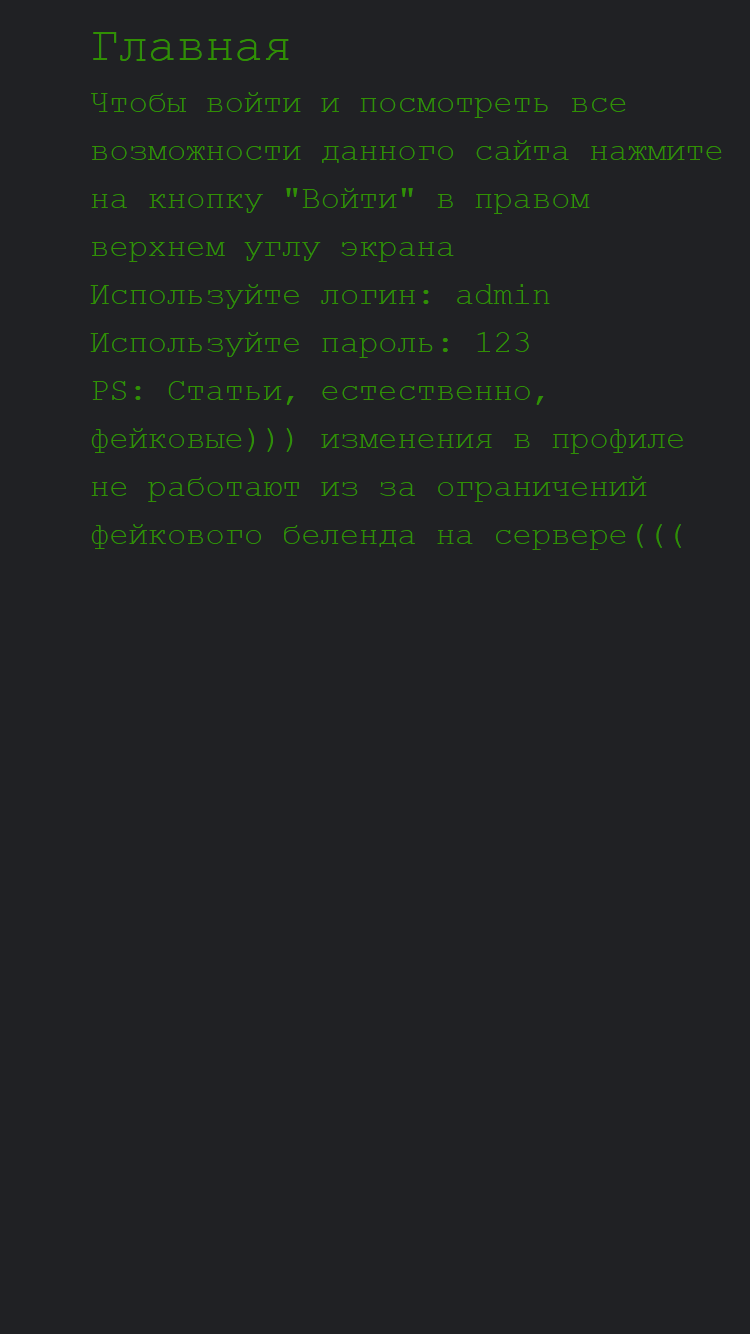 Главная
Чтобы войти и посмотреть все
возможности данного сайта нажмите
на кнопку "Войти" в правом
верхнем углу экрана
Используйте логин: admin
Используйте пароль: 123
PS: Статьи, естественно,
фейковые))) изменения в профиле
не работают из за ограничений
фейкового беленда на сервере(((